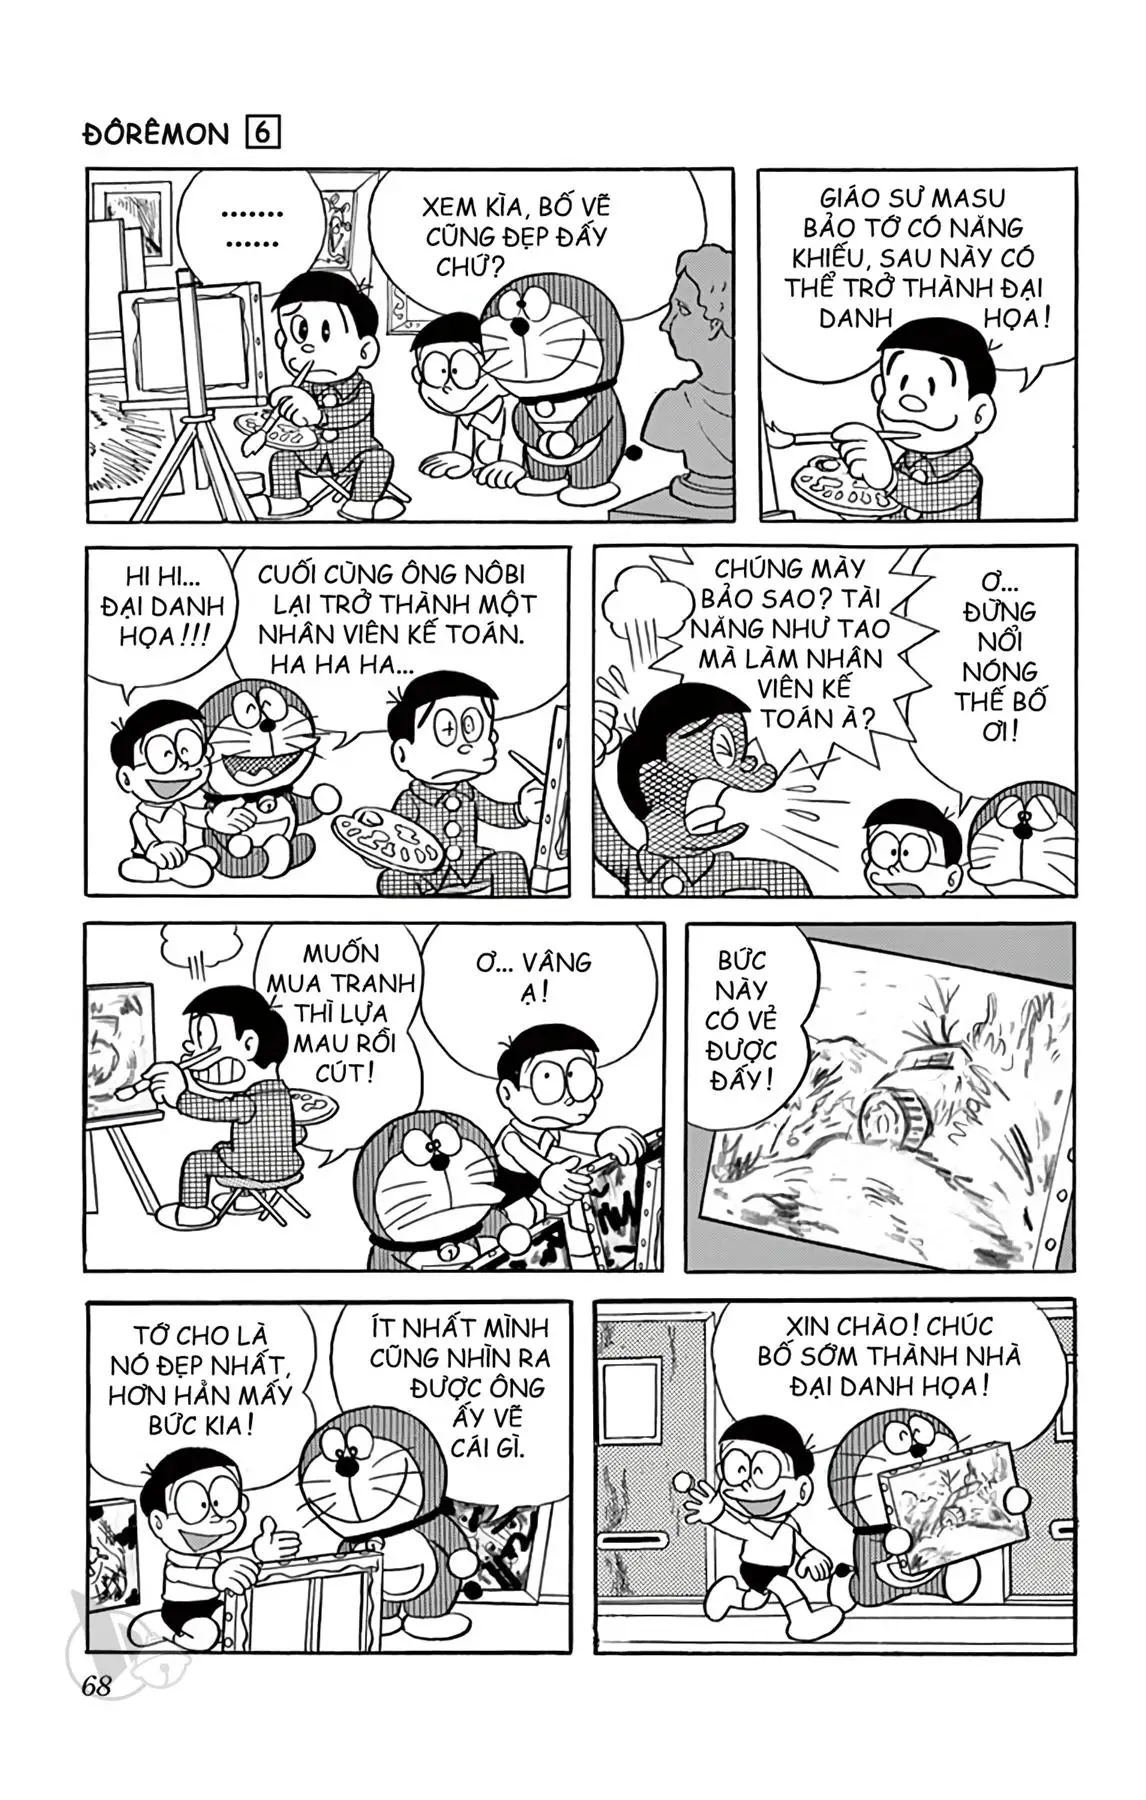 ĐÔRÊMON 6
........
......
XEM KÌA, BỐ VẼ
CŨNG ĐẸP ĐẤY
CHỨ?
GIÁO SƯ MASU
BẢO TỚ CÓ NĂNG
KHIẾU, SAU NÀY CÓ
THỂ TRỞ THÀNH ĐẠI
DANH HỌA!
HI HI...
ĐẠI DANH
HỌA!!!
CUỐI CÙNG ÔNG NÔBI
LẠI TRỞ THÀNH MỘT
NHÂN VIÊN KẾ TOÁN.
HA HA HA...
CHÚNG MÀY
BẢO SAO? TÀI
NĂNG NHƯ TAO
MÀ LÀM NHÂN
VIÊN KẾ
TOÁN À?
Ơ...
ĐỪNG
NỔI
NÓNG
THẾ BỐ
ƠI!
MUỐN
MUA TRANH
THÌ LỰA
MAU RỒI
CÚT!
Ơ... VÂNG
Ạ!
BỨC
NÀY
CÓ VẺ
ĐƯỢC
ĐẤY!
TỚ CHO LÀ
NÓ ĐẸP NHẤT,
HƠN HẲN MẤY
BỨC KIA!
ÍT NHẤT MÌNH
CŨNG NHÌN RA
ĐƯỢC ÔNG
ẤY VẼ
CÁI GÌ.
XIN CHÀO! CHÚC
BỐ SỚM THÀNH NHÀ
ĐẠI DANH HỌA!
68